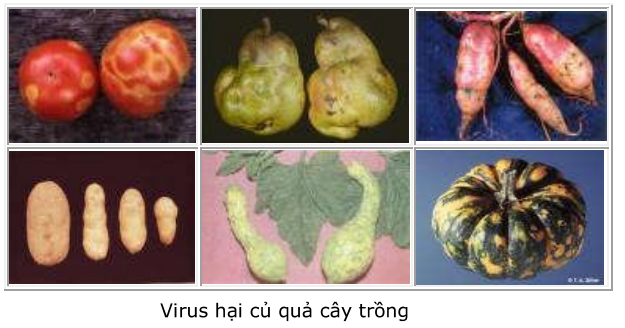 Virus hại củ quả cây trồng